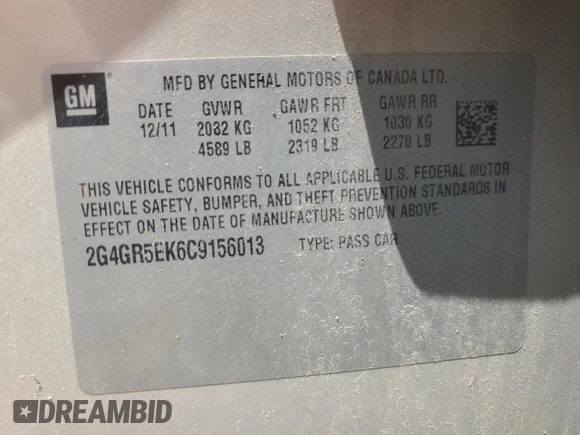 GM
MFD BY GENERAL MOTORS OF CANADA LTD.
DATE GVWR GAWR FRT GAWR RR
12/11 2082 KG 1052 KG 1030 KG
4589 LB 2319 LB 2270 LB
THIS VEHICLE CONFORMS TO ALL APPLICABLE U.S. FEDERAL MOTOR
VEHICLE SAFETY, BUMPER, AND THEFT PREVENTION STANDARDS IN
EFFECT ON THE DATE OF MANUFACTURE SHOWN ABOVE.
2G4GR5EK6C9156013 TYPE: PASS CAR
DREAMBID